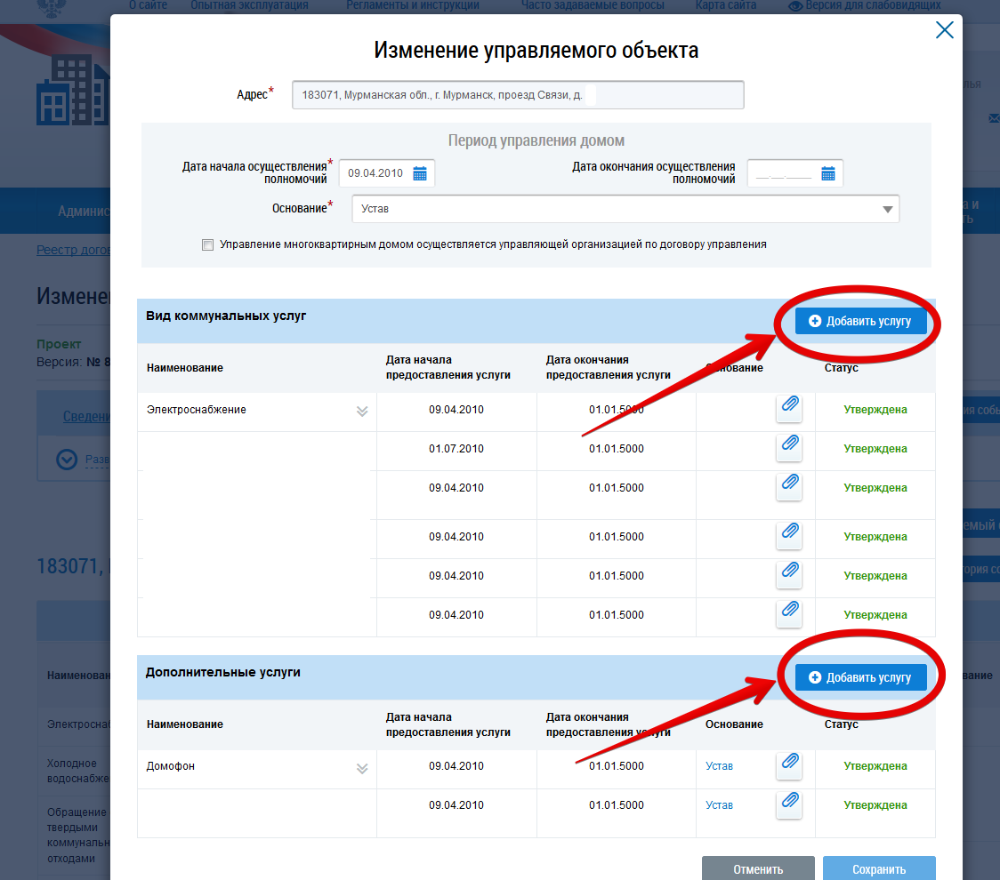 О сайте Опытная эксплуатация Регламенты и инструкции Часто задаваемые вопросы Карта сайта Версия для слабовидящих
Изменение управляемого объекта
Адрес* 183071, Мурманская обл., г. Мурманск, проезд Связи, д.
Период управления домом
Дата начала осуществления*
полномочий
09.04.2010
Дата окончания осуществления
полномочий
__.__.____
Основание* Устав
Управление многоквартирным домом осуществляется управляющей организацией по договору управления
Админис
Реестр догов
Изменен
Проект
Версия: № 8
Сведени
Разв
183071,
Вид коммунальных услуг Добавить услугу
Наименование
Дата начала
предоставления услуги
Дата окончания
предоставления услуги
Основание
Статус
Электроснабжение 09.04.2010 01.01.5000 Утверждена
01.07.2010 01.01.5000 Утверждена
09.04.2010 01.01.5000 Утверждена
09.04.2010 01.01.5000 Утверждена
09.04.2010 01.01.5000 Утверждена
09.04.2010 01.01.5000 Утверждена
Дополнительные услуги Добавить услугу
Наименование
Дата начала
предоставления услуги
Дата окончания
предоставления услуги
Основание
Статус
Домофон 09.04.2010 01.01.5000 Устав Утверждена
09.04.2010 01.01.5000 Устав Утверждена
Отменить Сохранить
Наименован
Электроснаб
Холодное
водоснабже
Обращение
твердыми
коммунальн
отходами